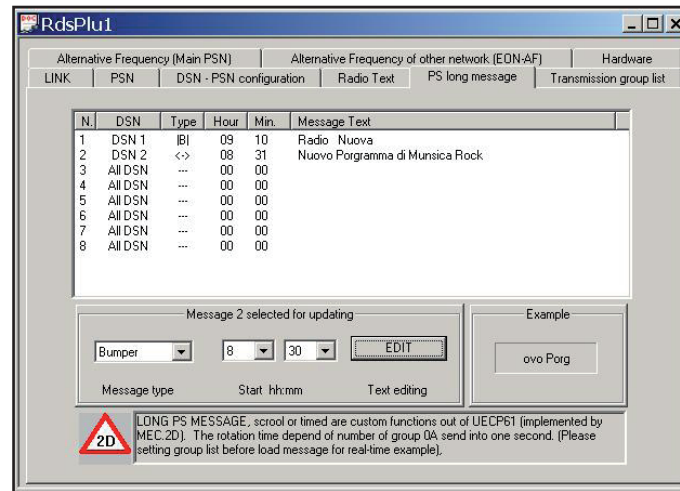 RdsPlu1
Alternative Frequency (Main PSN) Alternative Frequency of other network (EON-AF) Hardware
LINK PSN DSN - PSN configuration Radio Text PS long message Transmission group list
N. DSN Type Hour Min. Message Text
1 DSN 1 |B| 09 10 Radio Nuova
2 DSN 2 <-> 08 31 Nuovo Porgramma di Munsica Rock
3 All DSN --- 00 00
4 All DSN --- 00 00
5 All DSN --- 00 00
6 All DSN --- 00 00
7 All DSN --- 00 00
8 All DSN --- 00 00
Message 2 selected for updating Example
Bumper 8 30 EDIT ovo Porg
Message type Start hh:mm Text editing
2D
LONG PS MESSAGE, scrool or timed are custom functions out of UECP61 (implemented by
MEC.2D). The rotation time depend of number of group 0A send into one second. (Please
setting group list before load message for real-time example),